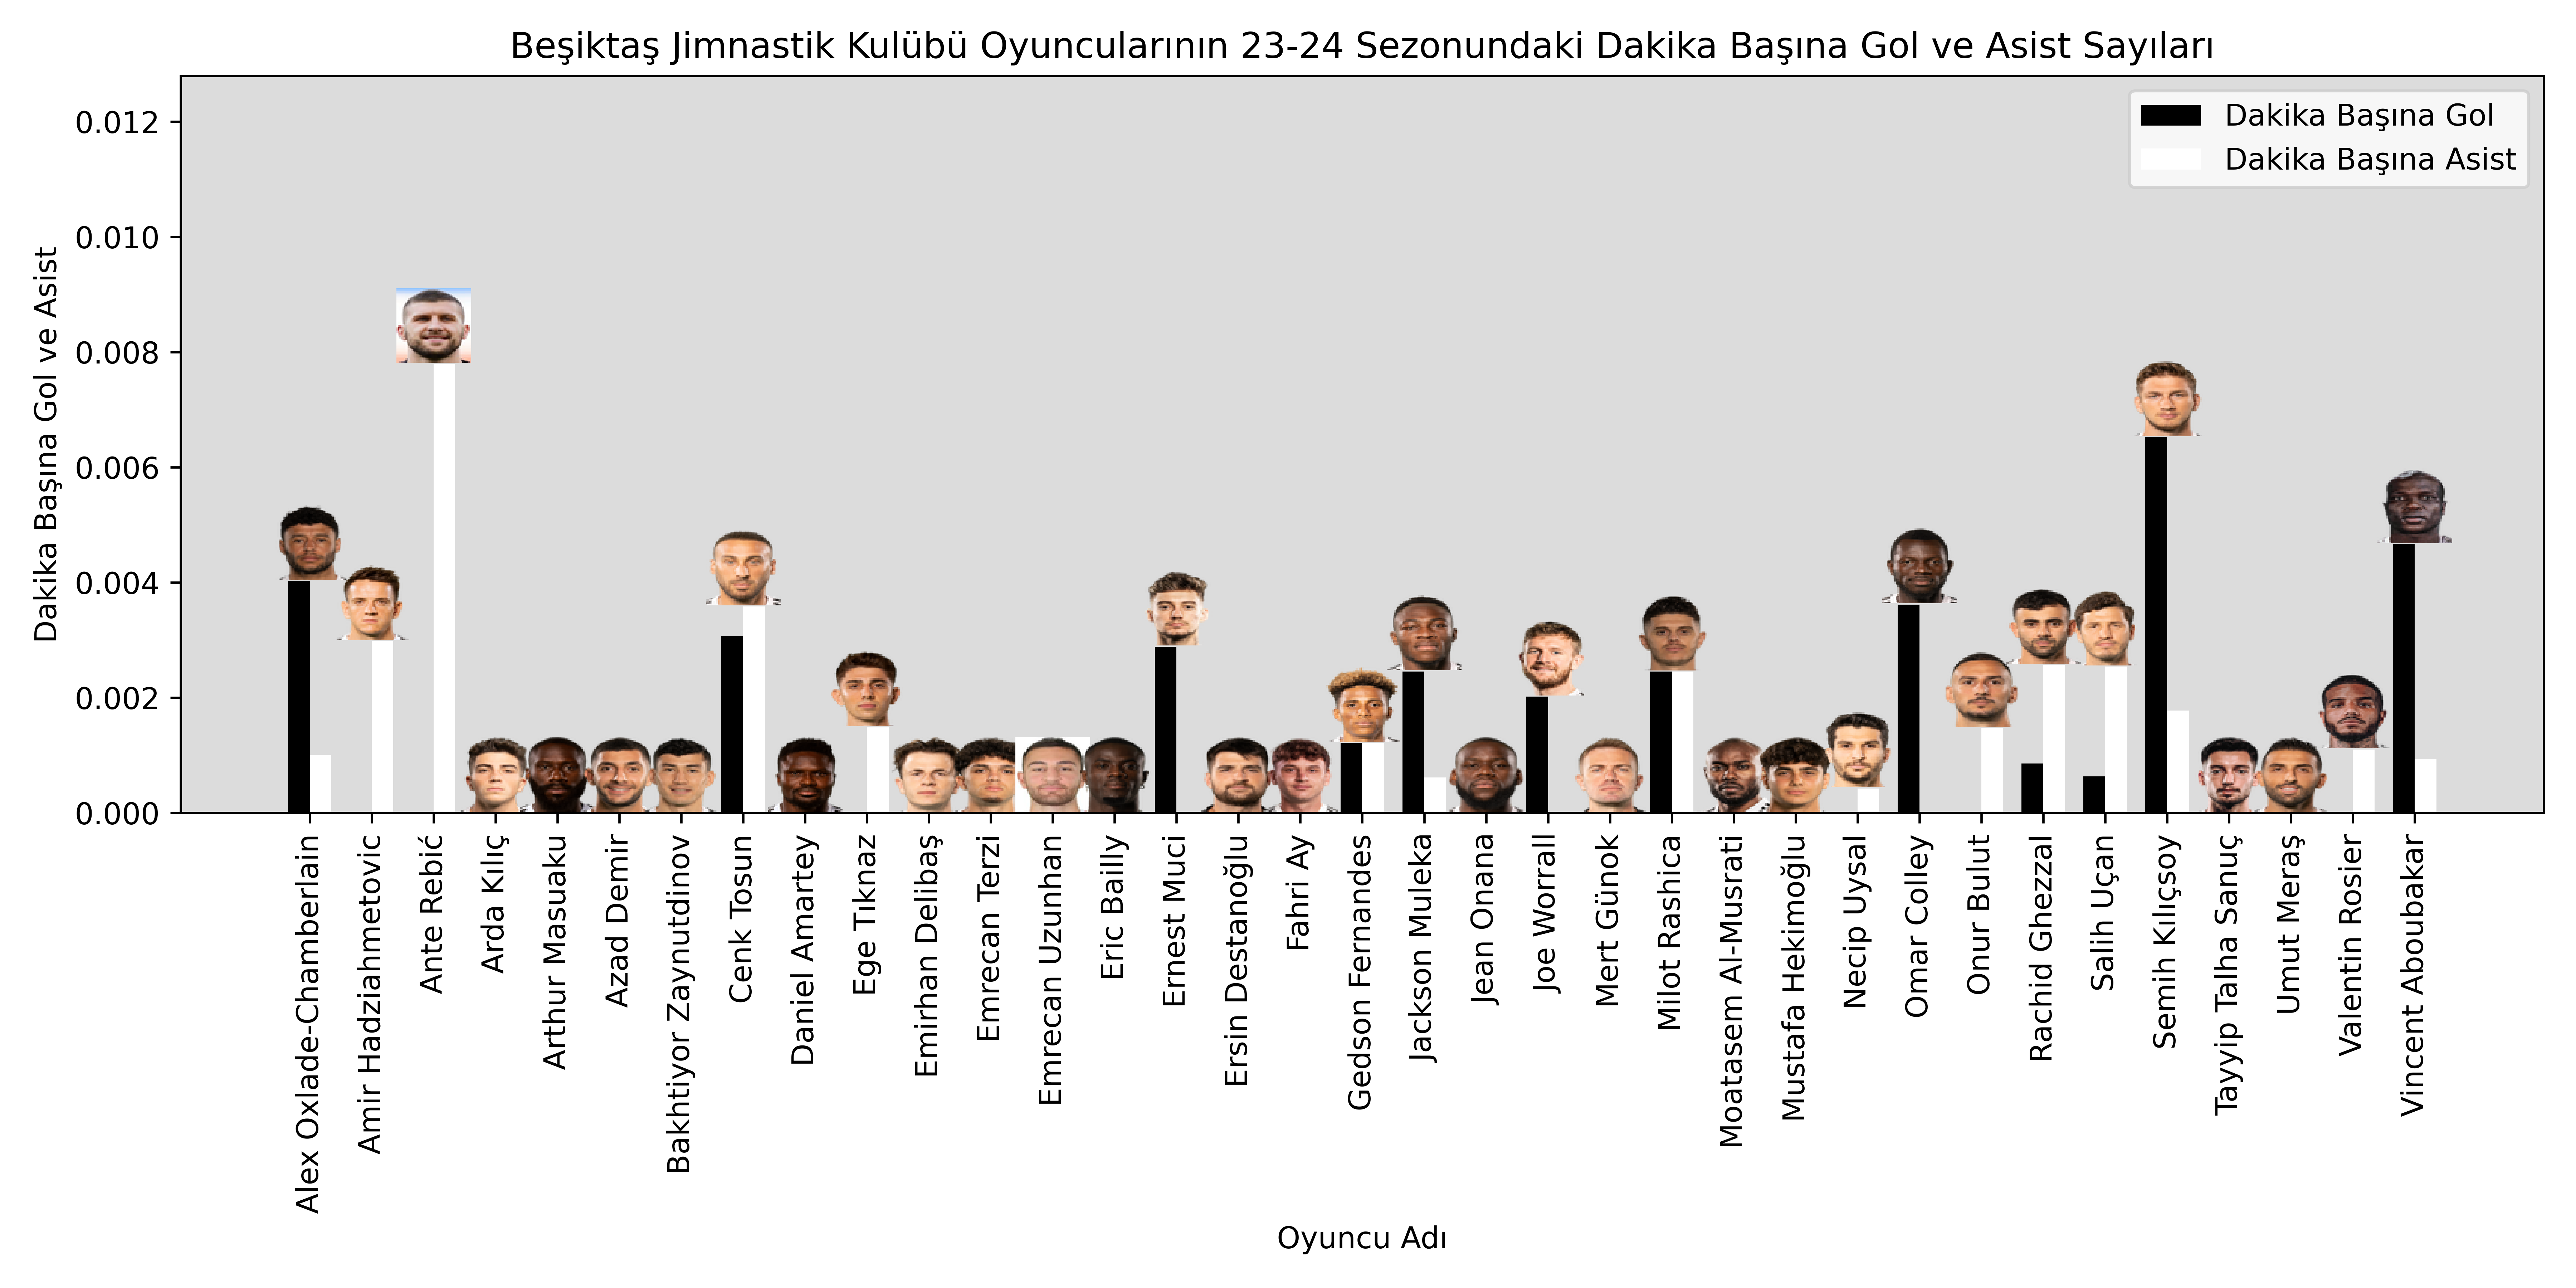 Beşiktaş Jimnastik Kulübü Oyuncularının 23-24 Sezonundaki Dakika Başına Gol ve Asist Sayıları
Dakika Başına Gol
Dakika Başına Asist
Dakika Başına Gol ve Asist
0.012
0.010
0.008
0.006
0.004
0.002
0.000
Alex Oxlade-Chamberlain
Amir Hadziahmetovic
Ante Rebić
Arda Kılıç
Arthur Masuaku
Azad Demir
Bakhtiyor Zaynutdinov
Cenk Tosun
Daniel Amartey
Ege Tıknaz
Emirhan Delibaş
Emrecan Terzi
Emrecan Uzunhan
Eric Bailly
Ernest Muci
Ersin Destanoğlu
Fahri Ay
Gedson Fernandes
Jackson Muleka
Jean Onana
Joe Worrall
Mert Günok
Milot Rashica
Moatasem Al-Musrati
Mustafa Hekimoğlu
Necip Uysal
Omar Colley
Onur Bulut
Rachid Ghezzal
Salih Uçan
Semih Kılıçsoy
Tayyip Talha Sanuç
Umut Meraş
Valentin Rosier
Vincent Aboubakar
Oyuncu Adı